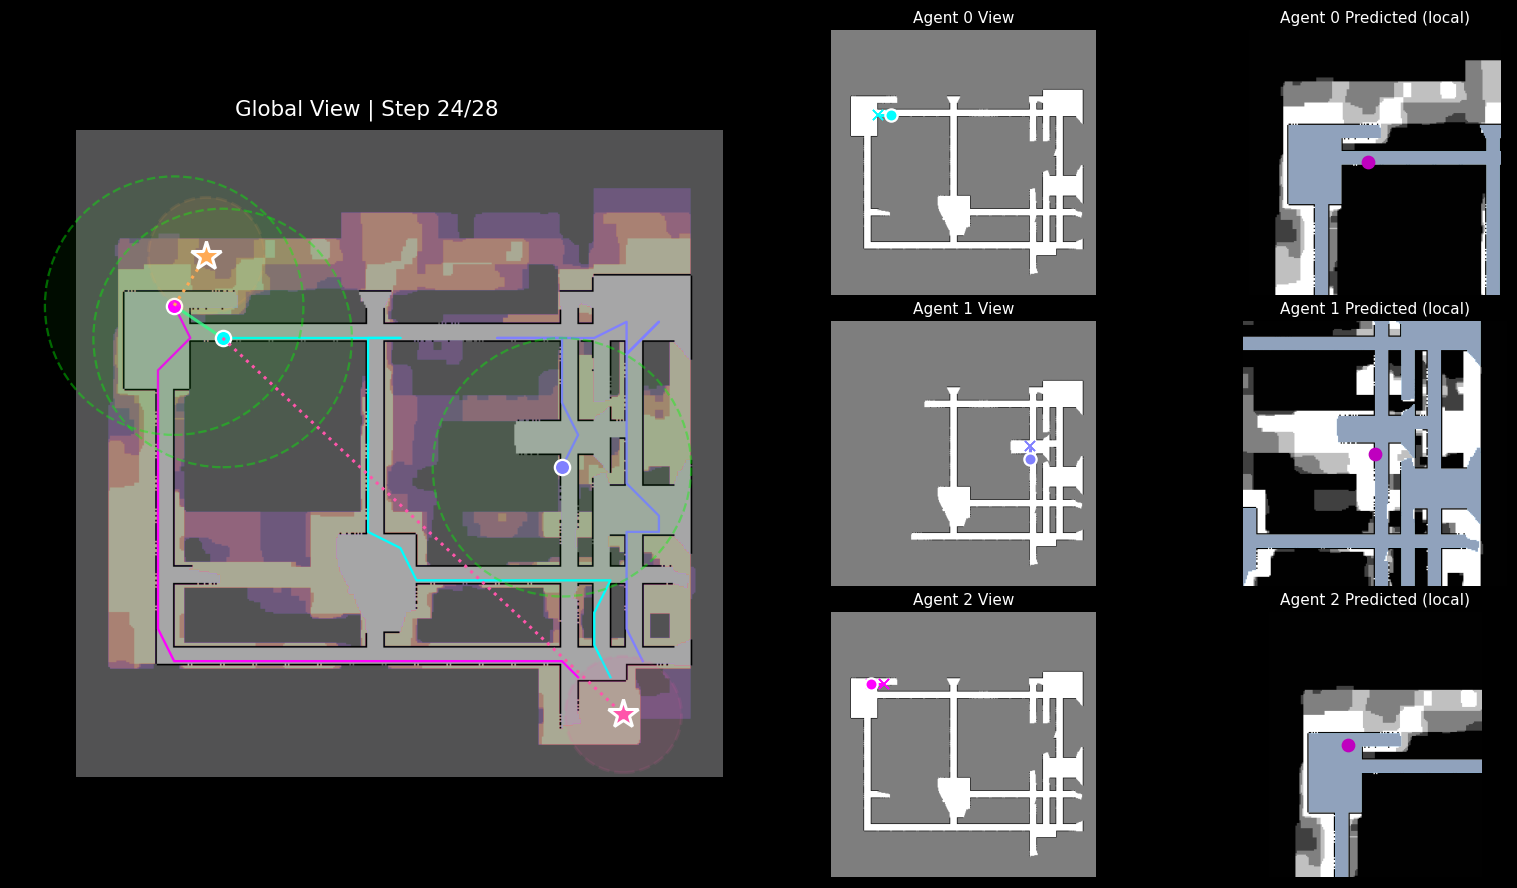 Global View | Step 24/28
Agent 0 View
Agent 0 Predicted (local)
Agent 1 View
Agent 1 Predicted (local)
Agent 2 View
Agent 2 Predicted (local)